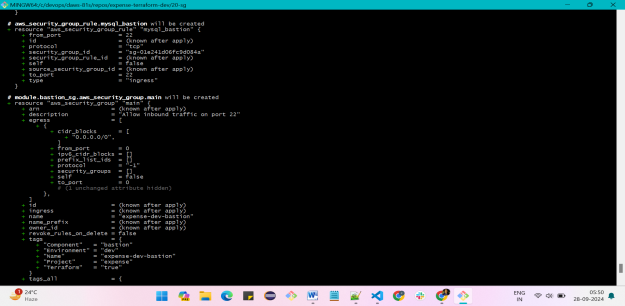 MINGW64:/c/devops/daws-81s/repos/expense-terraform-dev/20-sg
}
# aws_security_group_rule.mysql_bastion will be created
+ resource "aws_security_group_rule" "mysql_bastion" {
+ from_port = 22
+ id = (known after apply)
+ protocol = "tcp"
+ security_group_id = "sg-01e241d06fc9d084a"
+ security_group_rule_id = (known after apply)
+ self = false
+ source_security_group_id = (known after apply)
+ to_port = 22
+ type = "ingress"
}
# module.bastion_sg.aws_security_group.main will be created
+ resource "aws_security_group" "main" {
+ arn = (known after apply)
+ description = "Allow inbound traffic on port 22"
+ egress = [
+ {
+ cidr_blocks = [
+ "0.0.0.0/0",
]
+ from_port = 0
+ ipv6_cidr_blocks = []
+ prefix_list_ids = []
+ protocol = "-1"
+ security_groups = []
+ self = false
+ to_port = 0
# (1 unchanged attribute hidden)
},
]
+ id = (known after apply)
+ ingress = (known after apply)
+ name = "expense-dev-bastion"
+ name_prefix = (known after apply)
+ owner_id = (known after apply)
+ revoke_rules_on_delete = false
+ tags = {
+ "Component" = "bastion"
+ "Environment" = "dev"
+ "Name" = "expense-dev-bastion"
+ "Project" = "expense"
+ "Terraform" = "true"
}
+ tags_all = {
24°C
Haze
ENG
IN
05:50
28-09-2024